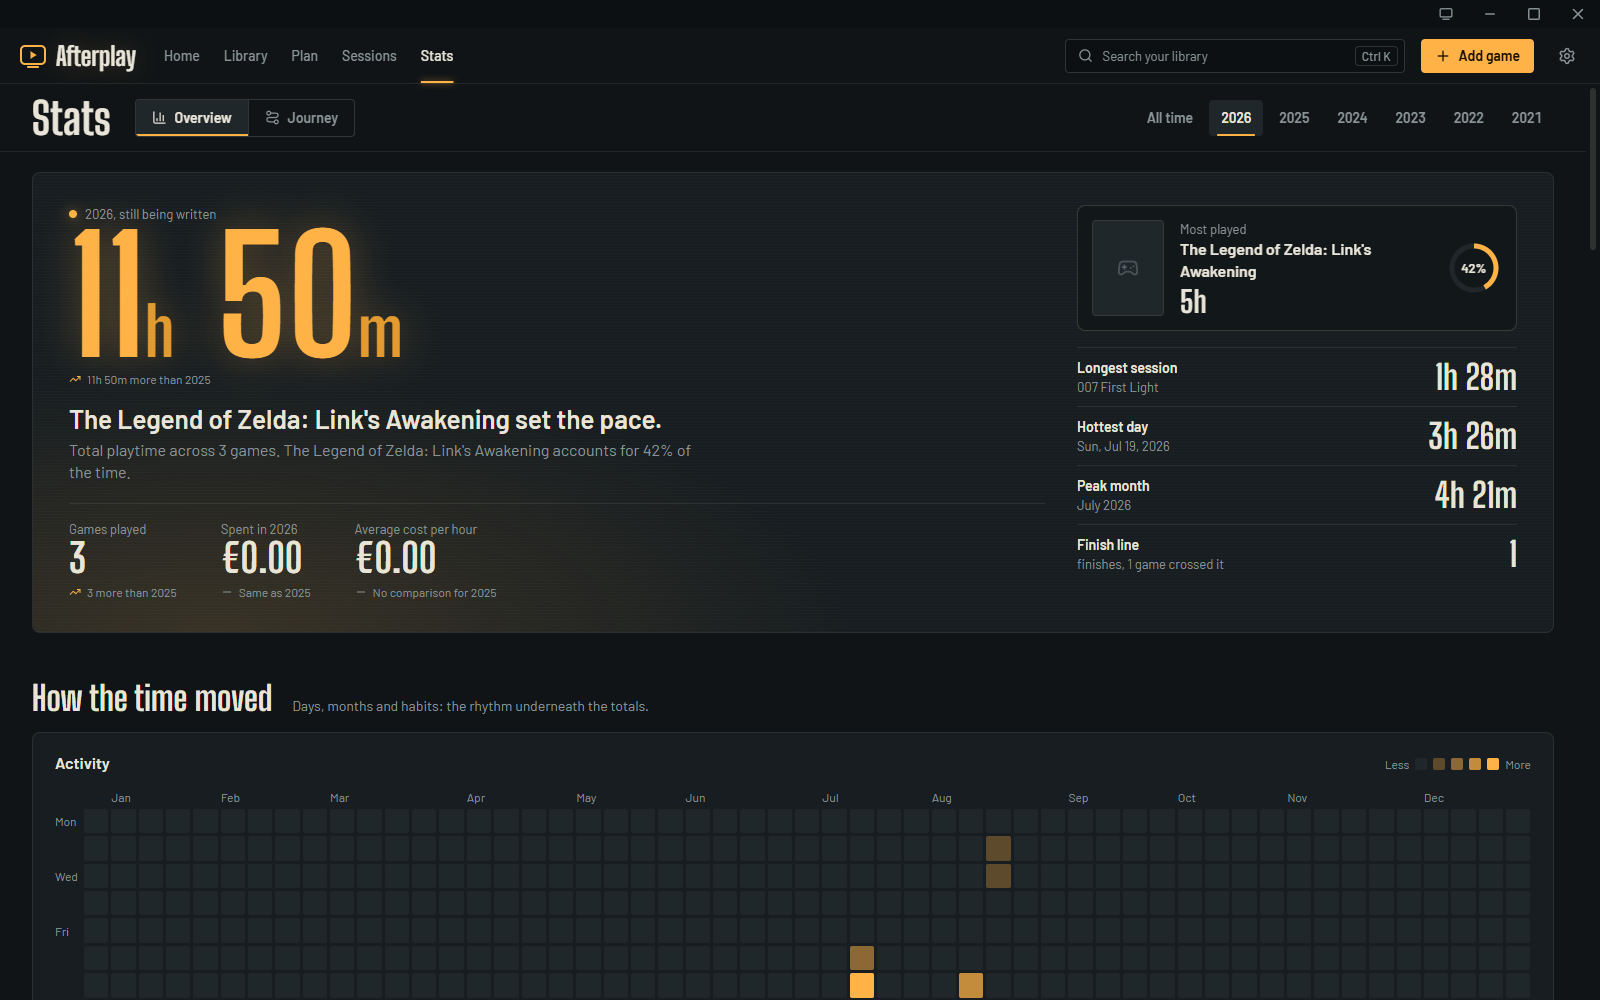 Afterplay
Home
Library
Plan
Sessions
Stats
Search your library
Ctrl K
Add game
Stats
Overview
Journey
All time
2026
2025
2024
2023
2022
2021
2026, still being written
11h 50m
11h 50m more than 2025
The Legend of Zelda: Link's Awakening set the pace.
Total playtime across 3 games. The Legend of Zelda: Link's Awakening accounts for 42% of
the time.
Games played
3
3 more than 2025
Spent in 2026
€0.00
Same as 2025
Average cost per hour
€0.00
No comparison for 2025
Most played
The Legend of Zelda: Link's
Awakening
5h
42%
Longest session
007 First Light
1h 28m
Hottest day
Sun, Jul 19, 2026
3h 26m
Peak month
July 2026
4h 21m
Finish line
finishes, 1 game crossed it
1
How the time moved
Days, months and habits: the rhythm underneath the totals.
Activity
Less
More
Jan
Feb
Mar
Apr
May
Jun
Jul
Aug
Sep
Oct
Nov
Dec
Mon
Wed
Fri